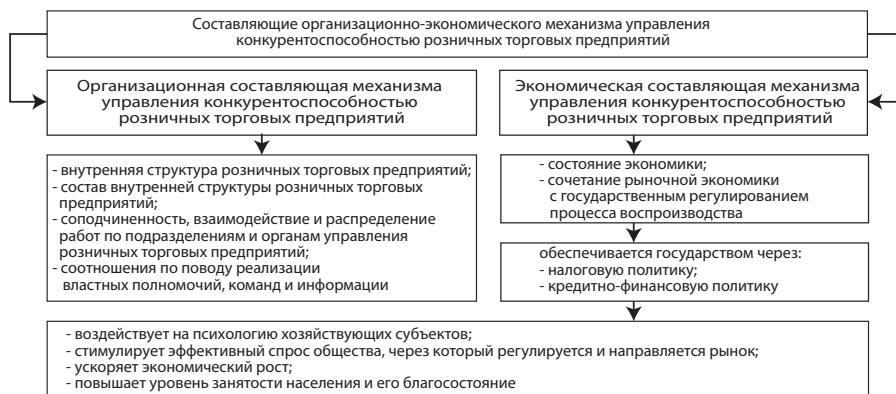 Составляющие организационно-экономического механизма управления
конкурентоспособностью розничных торговых предприятий
Организационная составляющая механизма
управления конкурентоспособностью
розничных торговых предприятий
Экономическая составляющая механизма
управления конкурентоспособностью
розничных торговых предприятий
- внутренняя структура розничных торговых предприятий;
- состав внутренней структуры розничных торговых
предприятий;
- соподчиненность, взаимодействие и распределение
работ по подразделениям и органам управления
розничных торговых предприятий;
- соотношения по поводу реализации
властных полномочий, команд и информации
- состояние экономики;
- сочетание рыночной экономики
с государственным регулированием
процесса воспроизводства
обеспечивается государством через:
- налоговую политику;
- кредитно-финансовую политику
- воздействует на психологию хозяйствующих субъектов;
- стимулирует эффективный спрос общества, через который регулируется и направляется рынок;
- ускоряет экономический рост;
- повышает уровень занятости населения и его благосостояние